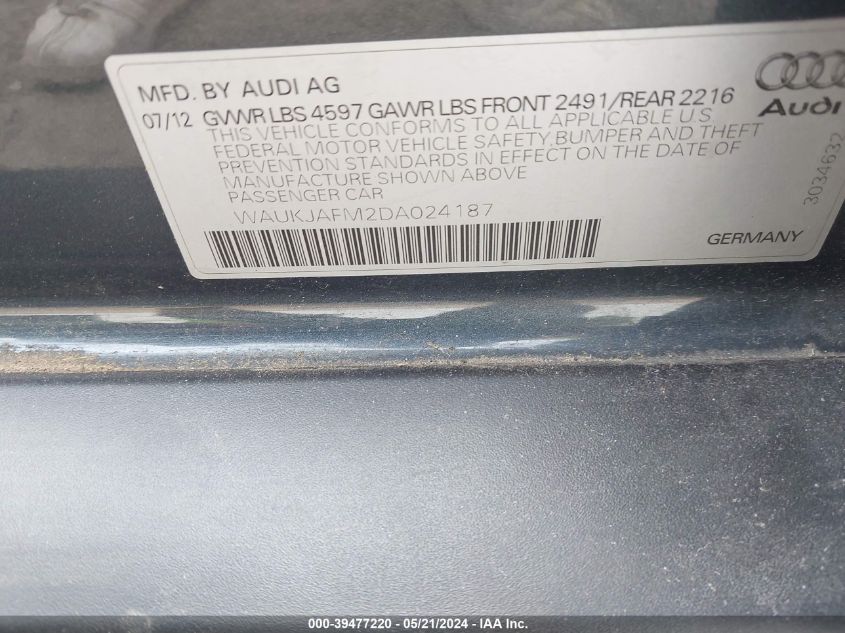 MFD. BY AUDI AG
07/12 GVWR LBS 4597 GAWR LBS FRONT 2491/REAR 2216
THIS VEHICLE CONFORMS TO ALL APPLICABLE U.S
FEDERAL MOTOR VEHICLE SAFETY,BUMPER AND THEFT
PREVENTION STANDARDS IN EFFECT ON THE DATE OF
MANUFACTURE SHOWN ABOVE
PASSENGER CAR
WAUKJAFM2DA024187
Audi
3034637
GERMANY
000-39477220 - 05/21/2024 - IAA Inc.